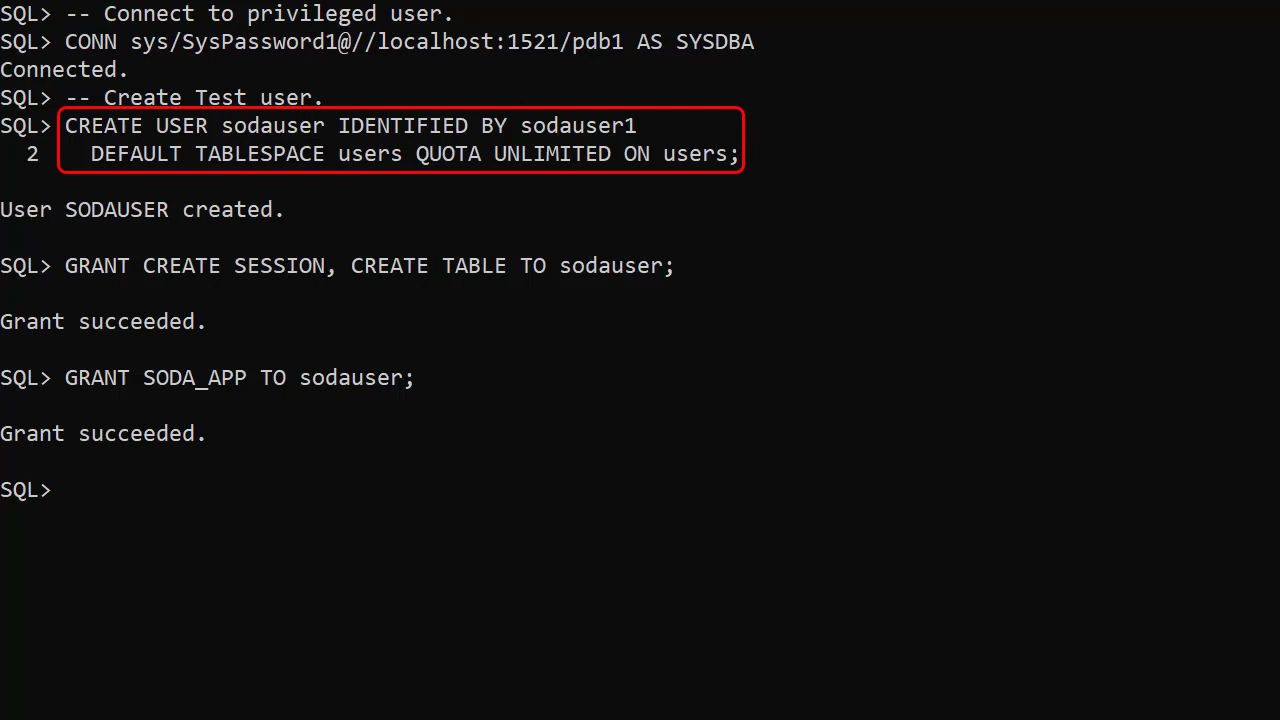 SQL> -- Connect to privileged user.
SQL> CONN sys/SysPassword1@//localhost:1521/pdb1 AS SYSDBA
Connected.
SQL> -- Create Test user.
SQL> CREATE USER sodauser IDENTIFIED BY sodauser1
  2    DEFAULT TABLESPACE users QUOTA UNLIMITED ON users;
User SODAUSER created.
SQL> GRANT CREATE SESSION, CREATE TABLE TO sodauser;
Grant succeeded.
SQL> GRANT SODA_APP TO sodauser;
Grant succeeded.
SQL>